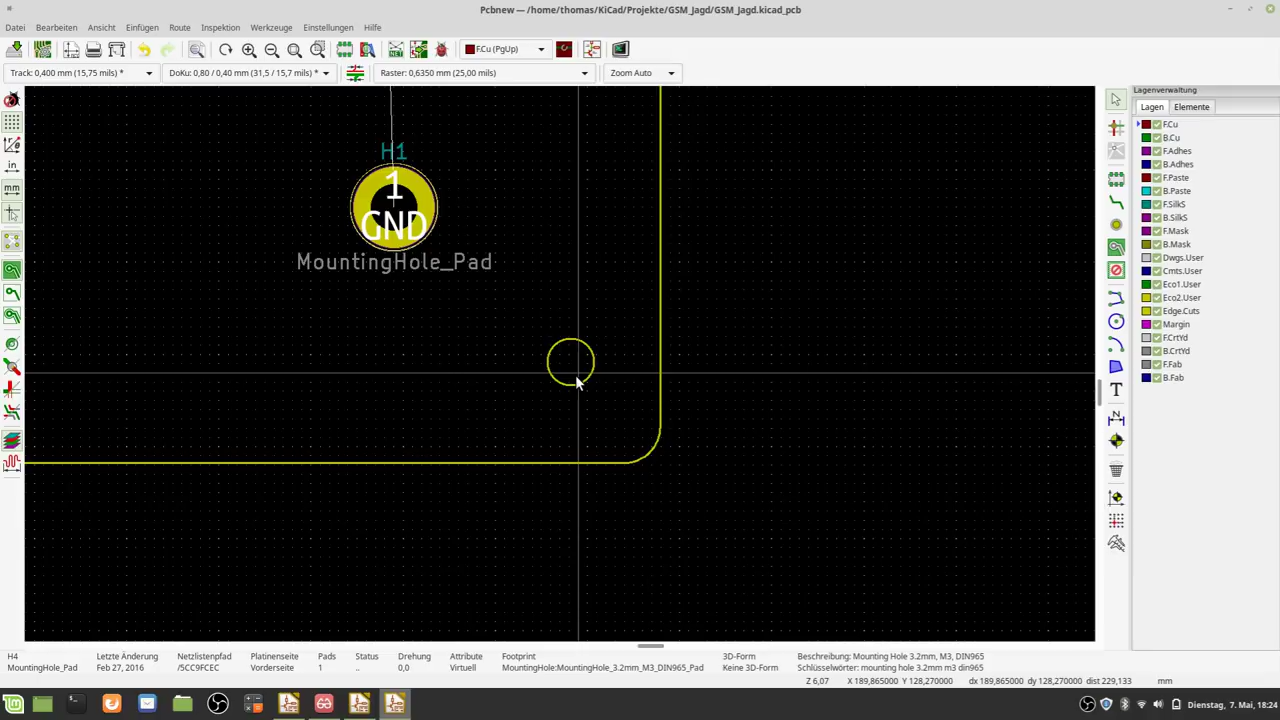 Pcbnew — /home/thomas/KiCad/Projekte/GSM_Jagd/GSM_Jagd.kicad_pcb
Datei Bearbeiten Ansicht Einfügen Route Inspektion Werkzeuge Einstellungen Hilfe
NET
F.Cu (PgUp)
Track: 0,400 mm (15,75 mils) * DoKu: 0,80 / 0,40 mm (31,5 / 15,7 mils) * Raster: 0,6350 mm (25,00 mils) Zoom Auto
Lagenverwaltung
Lagen Elemente
F.Cu
B.Cu
F.Adhes
B.Adhes
F.Paste
B.Paste
F.SilkS
B.SilkS
F.Mask
B.Mask
Dwgs.User
Cmts.User
Eco1.User
Eco2.User
Edge.Cuts
Margin
F.CrtYd
B.CrtYd
F.Fab
B.Fab
in
mm
H1
1
GND
MountingHole_Pad
T
N
H4 Letzte Änderung Netzlistenpfad Platinenseite Pads Status Drehung Attribute Footprint 3D-Form Beschreibung: Mounting Hole 3.2mm, M3, DIN965
MountingHole_Pad Feb 27, 2016 /5CC9FCEC Vorderseite 1 .. 0,0 Virtuell MountingHole:MountingHole_3.2mm_M3_DIN965_Pad Keine 3D-Form Schlüsselwörter: mounting hole 3.2mm m3 din965
Z 6,07 X 189,865000 Y 128,270000 dx 189,865000 dy 128,270000 dist 229,133 mm
Dienstag, 7. Mai, 18:24